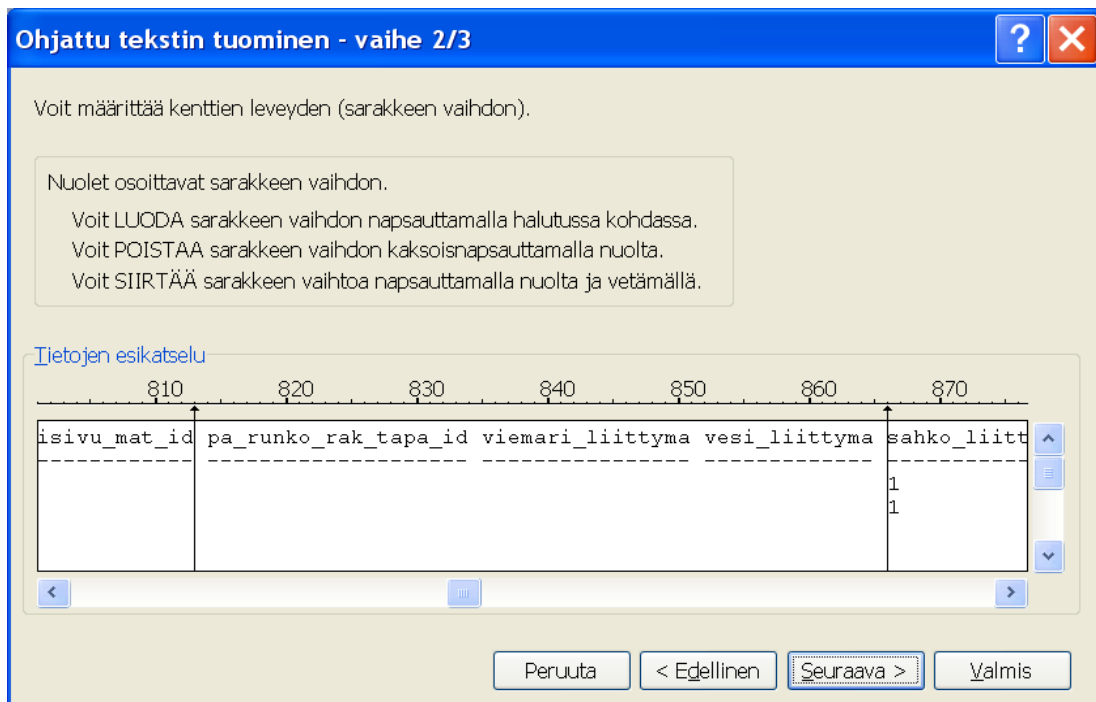 Ohjattu tekstin tuominen - vaihe 2/3
Voit määrittää kenttien leveyden (sarakkeen vaihdon).
Nuolet osoittavat sarakkeen vaihdon.
Voit LUODA sarakkeen vaihdon napsauttamalla halutussa kohdassa.
Voit POISTAA sarakkeen vaihdon kaksoisnapsauttamalla nuolta.
Voit SIIRTÄÄ sarakkeen vaihtoa napsauttamalla nuolta ja vetämällä.
Tietojen esikatselu
810 820 830 840 850 860 870
isivu_mat_id pa_runko_rak_tapa_id viemari_liittyma vesi_liittyma sahko_liitt
------------ -------------------- ---------------- ------------- -----------
1
1
Peruuta < Edellinen Seuraava > Valmis